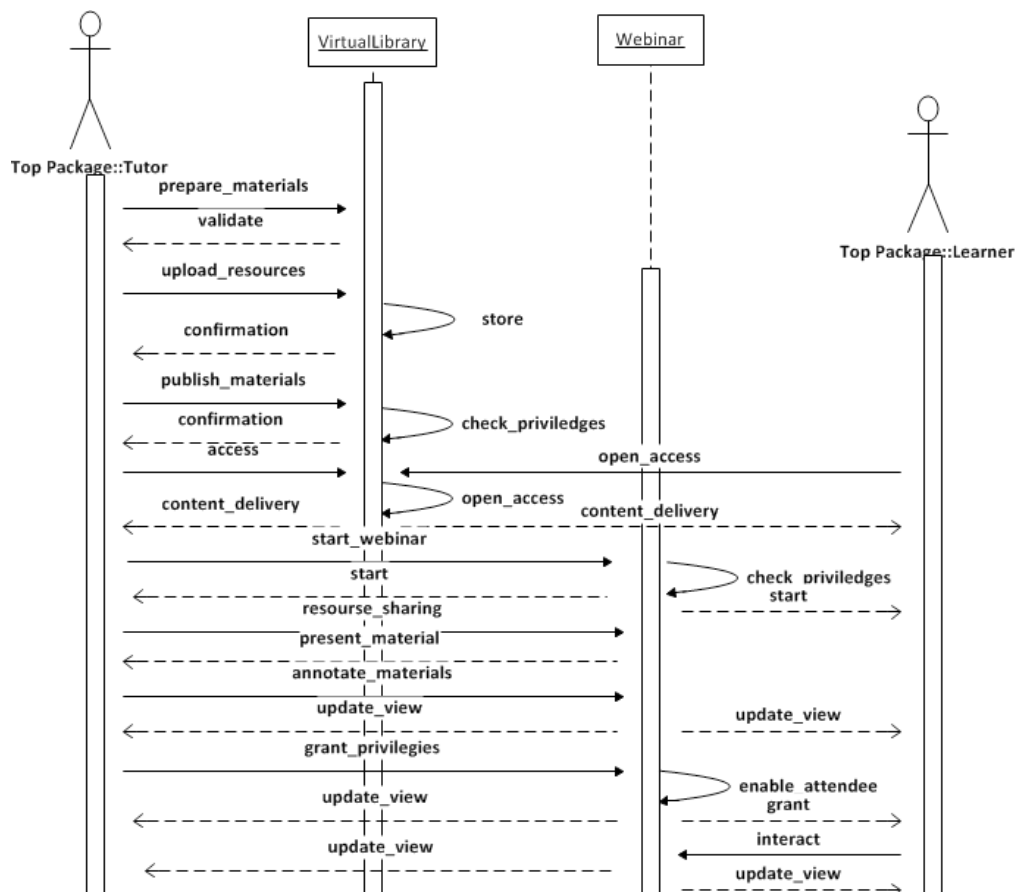 VirtualLibrary
Webinar
Top Package::Tutor
prepare_materials
validate
Top Package::Learner
upload_resources
store
confirmation
publish_materials
confirmation
check_priviledges
access
open_access
open_access
content_delivery
content_delivery
start_webinar
start
check_priviledges
start
resourse_sharing
present_material
annotate_materials
update_view
update_view
grant_privilegies
enable_attendee
grant
update_view
interact
update_view
update_view